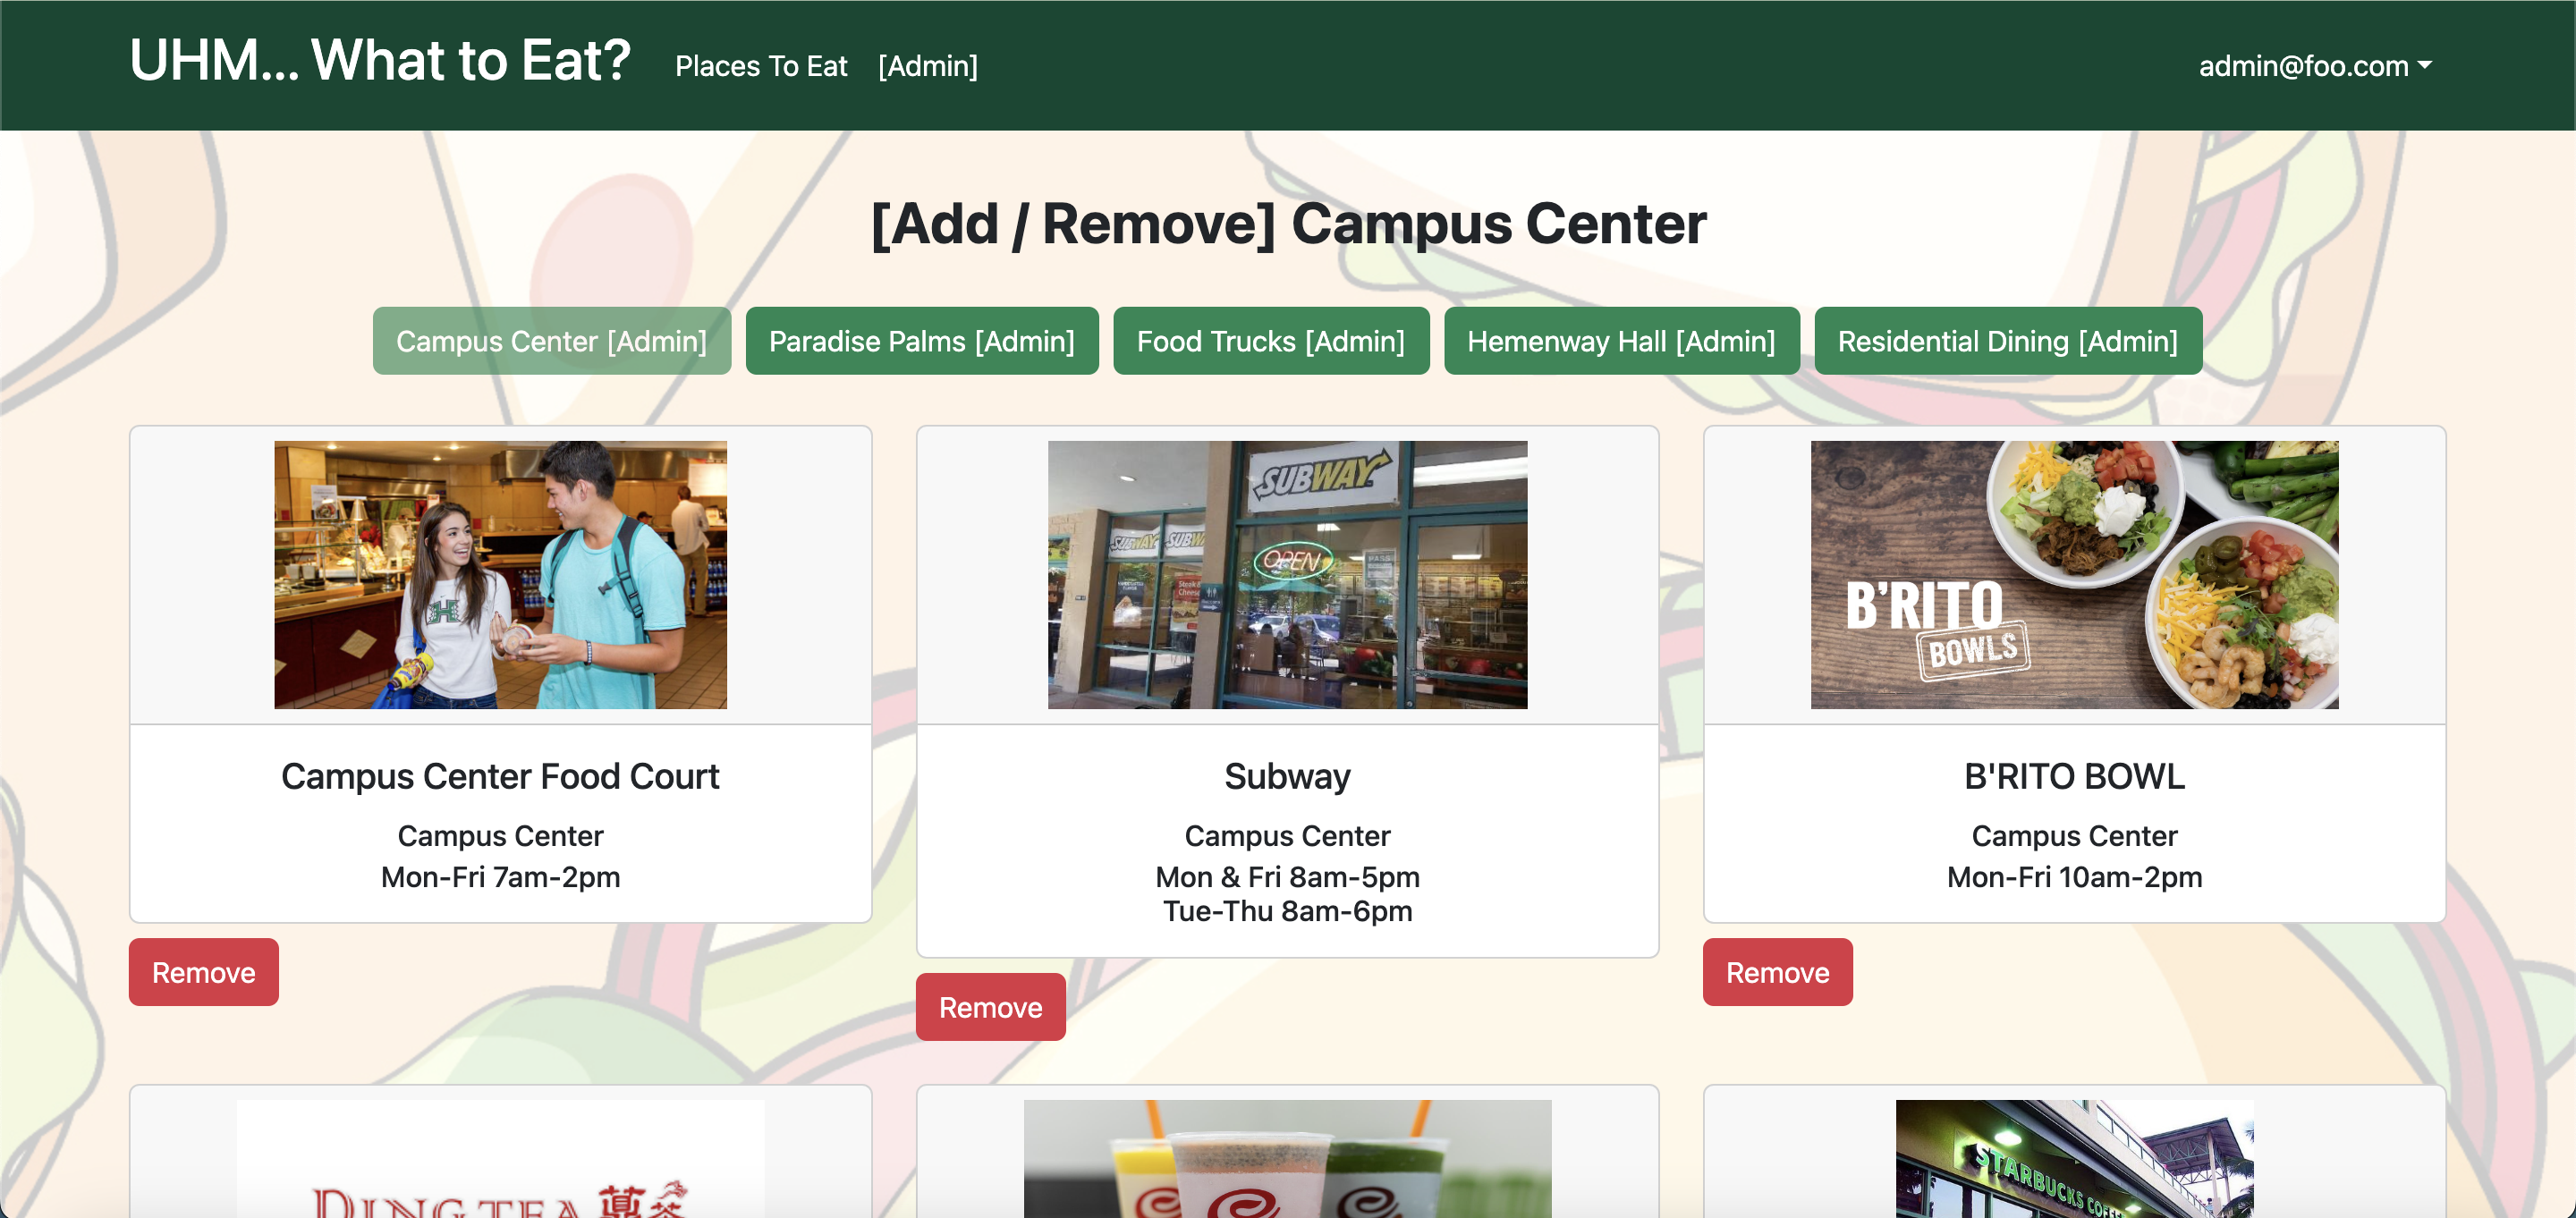 UHM... What to Eat?
Places To Eat
[Admin]
admin@foo.com
[Add / Remove] Campus Center
Campus Center [Admin]
Paradise Palms [Admin]
Food Trucks [Admin]
Hemenway Hall [Admin]
Residential Dining [Admin]
H
SUBWAY
SUBWAY
OPEN
B'RITO
BOWLS
Campus Center Food Court
Campus Center
Mon-Fri 7am-2pm
Remove
Subway
Campus Center
Mon & Fri 8am-5pm
Tue-Thu 8am-6pm
Remove
B'RITO BOWL
Campus Center
Mon-Fri 10am-2pm
Remove
DING TEA
STARBUCKS